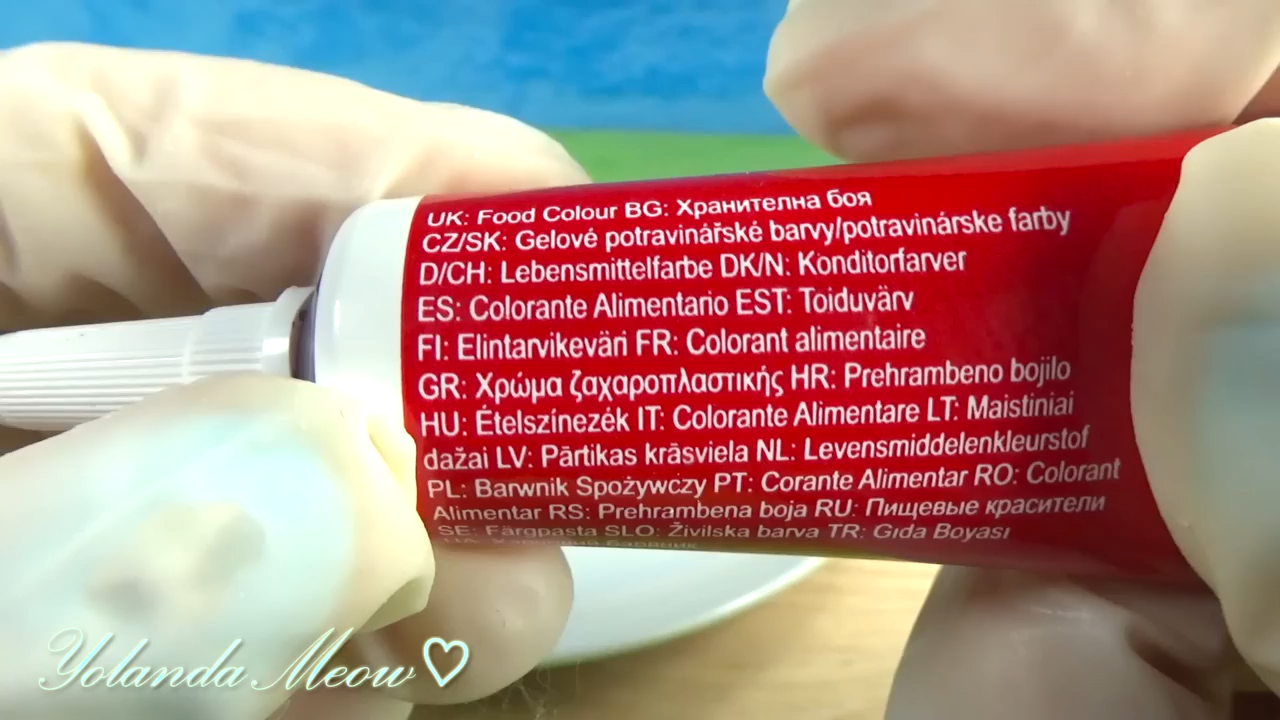 UK: Food Colour BG: Хранителна боя
CZ/SK: Gelové potravinářské barvy/potravinárske farby
D/CH: Lebensmittelfarbe DK/N: Konditorfarver
ES: Colorante Alimentario EST: Toiduvärv
FI: Elintarvikeväri FR: Colorant alimentaire
GR: Χρώμα ζαχαροπλαστικής HR: Prehrambeno bojilo
HU: Ételszínezék IT: Colorante Alimentare LT: Maistiniai
dažai LV: Pārtikas krāsviela NL: Levensmiddelenkleurstof
PL: Barwnik Spożywczy PT: Corante Alimentar RO: Colorant
Alimentar RS: Prehrambena boja RU: Пищевые красители
SE: Färgpasta SLO: Živilska barva TR: Gıda Boyası
Yolanda Meow